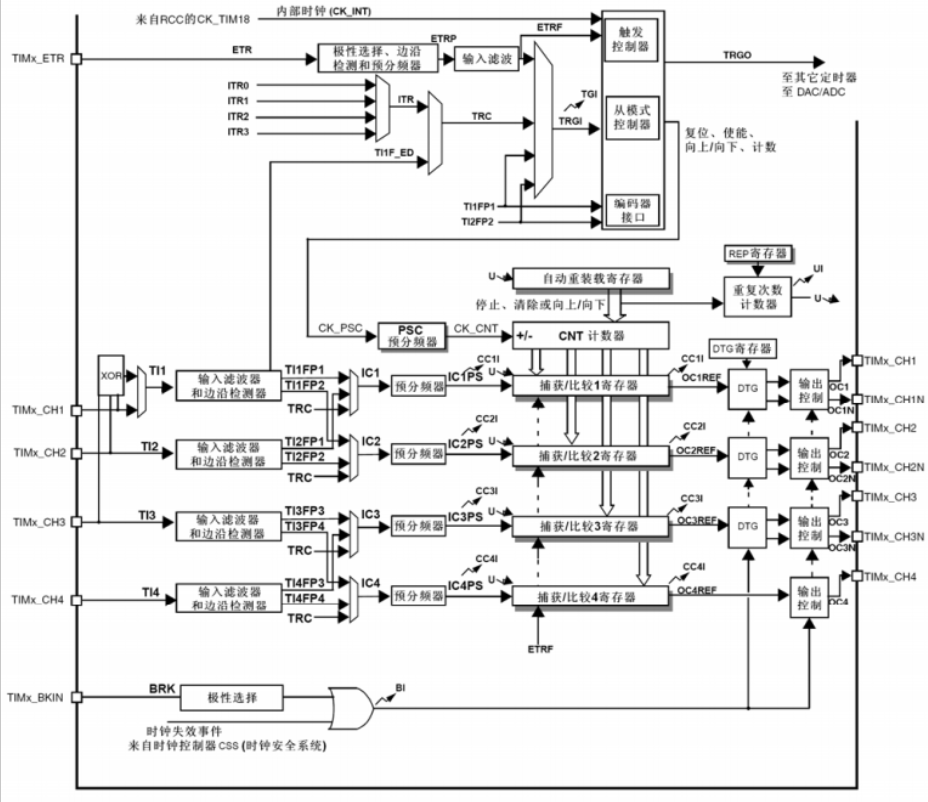 内部时钟 (CK_INT)
来自RCC的CK_TIM18
TIMx_ETR
ETR
极性选择、边沿
检测和预分频器
ETRP
输入滤波
ETRF
触发
控制器
TRGO
至其它定时器
至 DAC/ADC
ITR0
ITR1
ITR2
ITR3
ITR
TRC
TI1F_ED
TGI
TRGI
从模式
控制器
复位、使能、
向上/向下、计数
TI1FP1
TI2FP2
编码器
接口
REP寄存器
U
自动重装载寄存器
停止、清除或向上/向下
重复次数
计数器
UI
U
CK_PSC
PSC
预分频器
CK_CNT
+/-
CNT 计数器
DTG寄存器
XOR
TI1
输入滤波器
和边沿检测器
TI1FP1
TI1FP2
TRC
IC1
预分频器
IC1PS
CC1I
U
捕获/比较1寄存器
CC1I
OC1REF
DTG
输出
控制
OC1
OC1N
TIMx_CH1
TIMx_CH1N
TIMx_CH1
TIMx_CH2
TI2
输入滤波器
和边沿检测器
TI2FP1
TI2FP2
TRC
IC2
预分频器
IC2PS
CC2I
U
捕获/比较2寄存器
CC2I
OC2REF
DTG
输出
控制
OC2
OC2N
TIMx_CH2
TIMx_CH2N
TIMx_CH3
TI3
输入滤波器
和边沿检测器
TI3FP3
TI3FP4
TRC
IC3
预分频器
IC3PS
CC3I
U
捕获/比较3寄存器
CC3I
OC3REF
DTG
输出
控制
OC3
OC3N
TIMx_CH3
TIMx_CH3N
TIMx_CH4
TI4
输入滤波器
和边沿检测器
TI4FP3
TI4FP4
TRC
IC4
预分频器
IC4PS
CC4I
U
捕获/比较4寄存器
CC4I
OC4REF
输出
控制
OC4
TIMx_CH4
ETRF
TIMx_BKIN
BRK
极性选择
BI
时钟失效事件
来自时钟控制器 CSS (时钟安全系统)